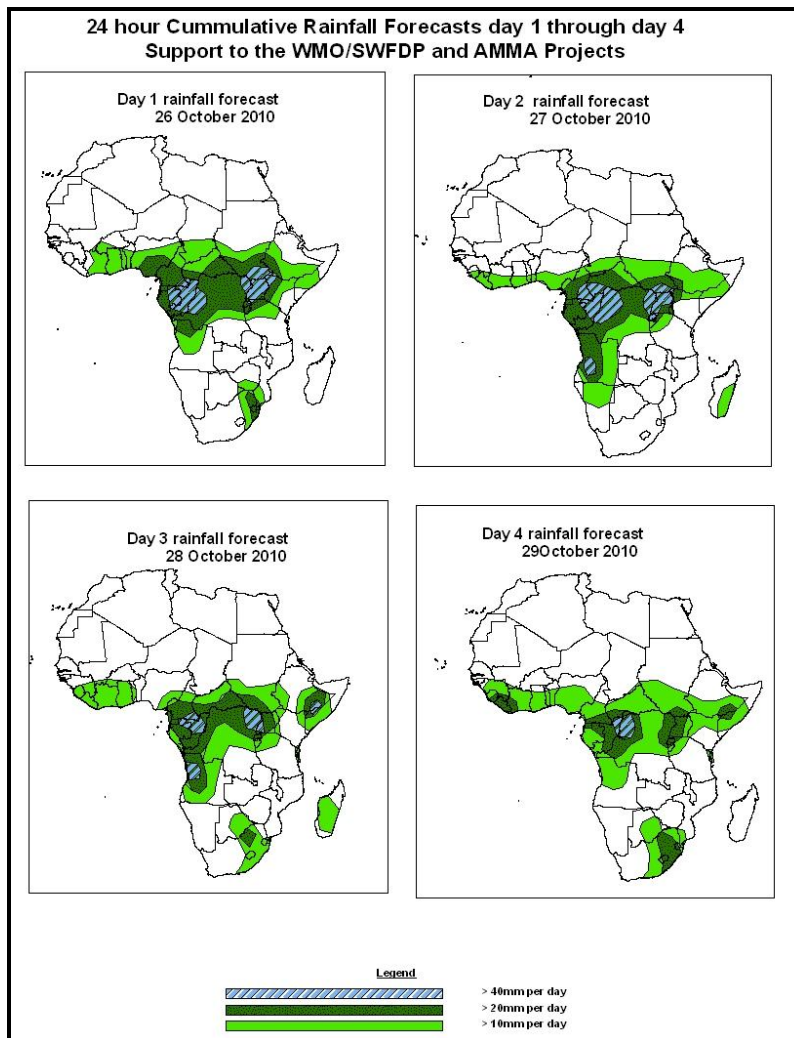 24 hour Cummulative Rainfall Forecasts day 1 through day 4
Support to the WMO/SWFDP and AMMA Projects
Day 1 rainfall forecast
26 October 2010
Day 2 rainfall forecast
27 October 2010
Day 3 rainfall forecast
28 October 2010
Day 4 rainfall forecast
29October 2010
Legend
> 40mm per day
> 20mm per day
> 10mm per day